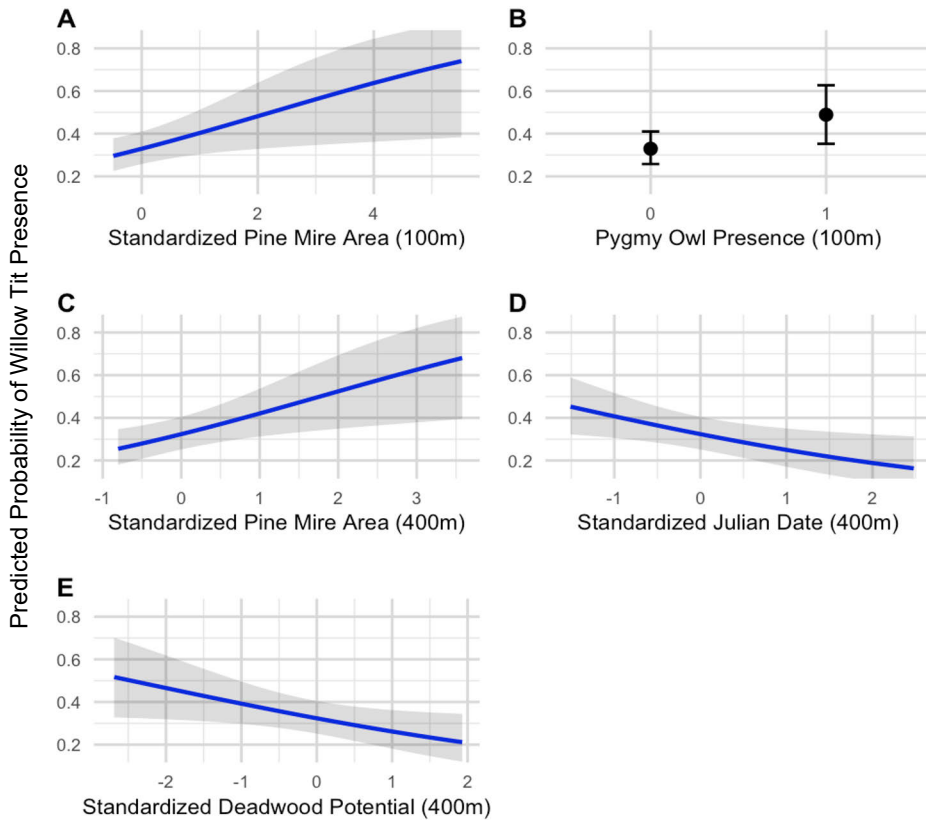 Predicted Probability of Willow Tit Presence
A
0.8
0.6
0.4
0.2
0 2 4
Standardized Pine Mire Area (100m)
B
0.8
0.6
0.4
0.2
0 1
Pygmy Owl Presence (100m)
C
0.8
0.6
0.4
0.2
-1 0 1 2 3
Standardized Pine Mire Area (400m)
D
0.8
0.6
0.4
0.2
-1 0 1 2
Standardized Julian Date (400m)
E
0.8
0.6
0.4
0.2
-2 -1 0 1 2
Standardized Deadwood Potential (400m)